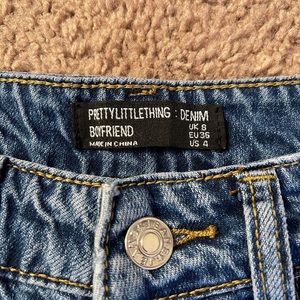 PRETTYLITTLETHING : DENIM
BOYFRIEND UK 8
EU 36
MADE IN CHINA US 4